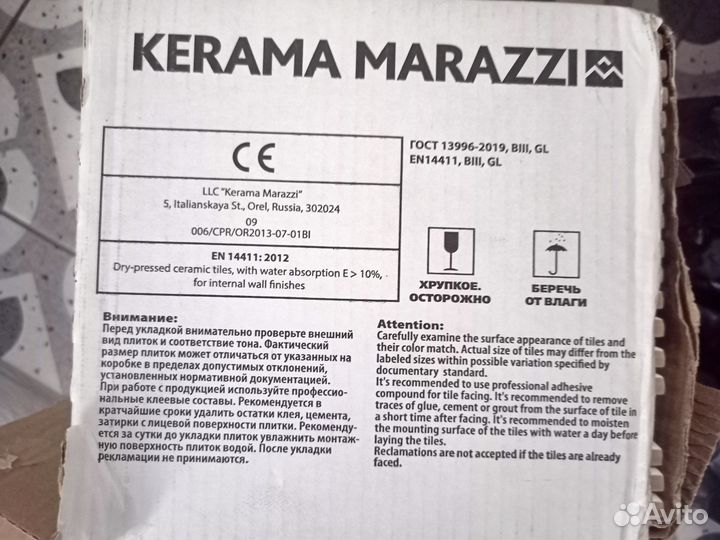 KERAMA MARAZZI
CE
LLC "Kerama Marazzi"
5, Italianskaya St., Orel, Russia, 302024
09
006/CPR/OR2013-07-01BI
EN 14411: 2012
Dry-pressed ceramic tiles, with water absorption E > 10%,
for internal wall finishes
ГОСТ 13996-2019, BIII, GL
EN14411, BIII, GL
ХРУПКОЕ.
ОСТОРОЖНО
БЕРЕЧЬ
ОТ ВЛАГИ
Внимание:
Перед укладкой внимательно проверьте внешний
вид плиток и соответствие тона. Фактический
размер плиток может отличаться от указанных на
коробке в пределах допустимых отклонений,
установленных нормативной документацией.
При работе с продукцией используйте профессио-
нальные клеевые составы. Рекомендуется в
кратчайшие сроки удалить остатки клея, цемента,
затирки с лицевой поверхности плитки. Рекоменду-
ется за сутки до укладки плиток увлажнить монтаж-
ную поверхность плиток водой. После укладки
рекламации не принимаются.
Attention:
Carefully examine the surface appearance of tiles and
their color match. Actual size of tiles may differ from the
labeled sizes within possible variation specified by
documentary standard.
It's recommended to use professional adhesive
compound for tile facing. It's recommended to remove
traces of glue, cement or grout from the surface of tile in
a short time after facing. It's recommended to moisten
the mounting surface of the tiles with water a day before
laying the tiles.
Reclamations are not accepted if the tiles are already
faced.
Avito